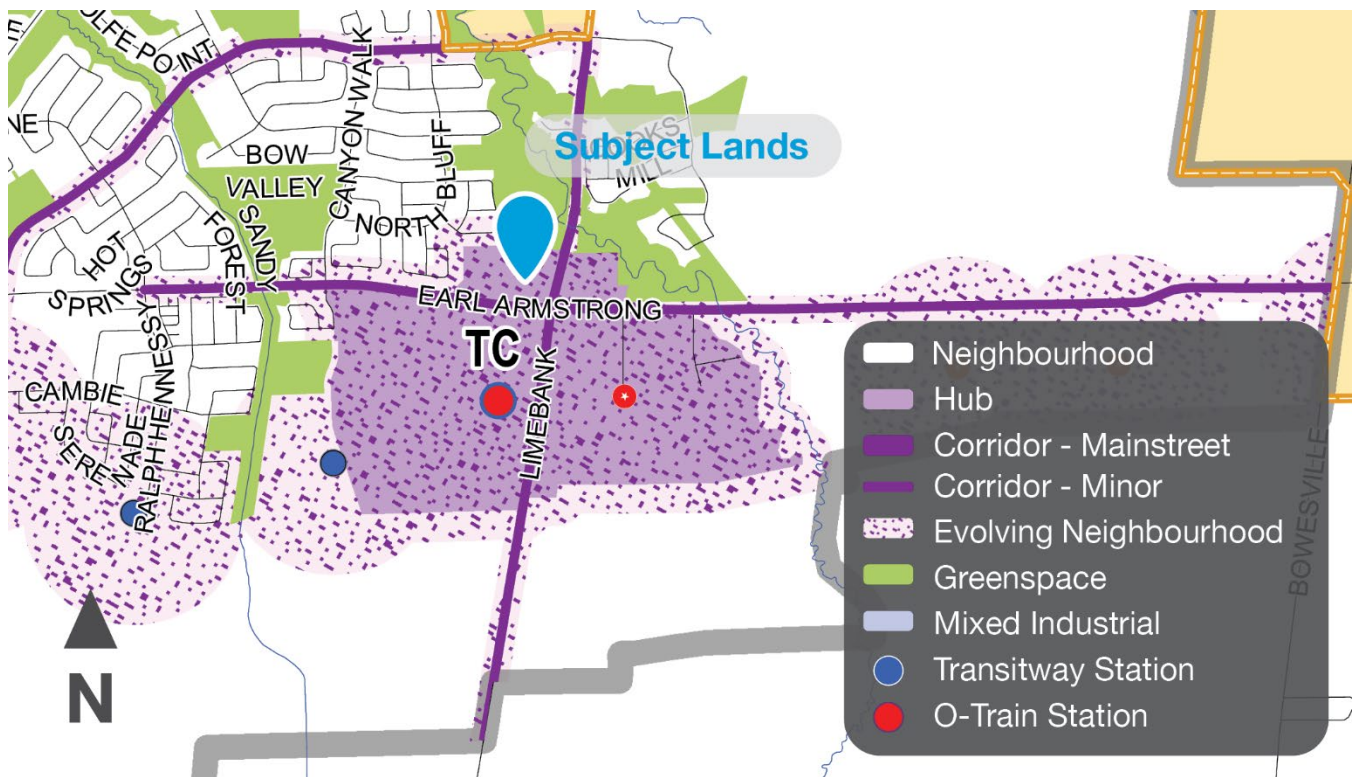 NE
OLFE POINT
CANYON WALK
BOW
VALLEY
NORTH BLUFF
Subject Lands
MILL
SANDY
FOREST
HOT
SPRINGS
EARL ARMSTRONG
TC
LIMEBANK
RALPH HENNESSY
CAMBIE
SERE
NADE
BOWESVILLE
N
Neighbourhood
Hub
Corridor - Mainstreet
Corridor - Minor
Evolving Neighbourhood
Greenspace
Mixed Industrial
Transitway Station
O-Train Station